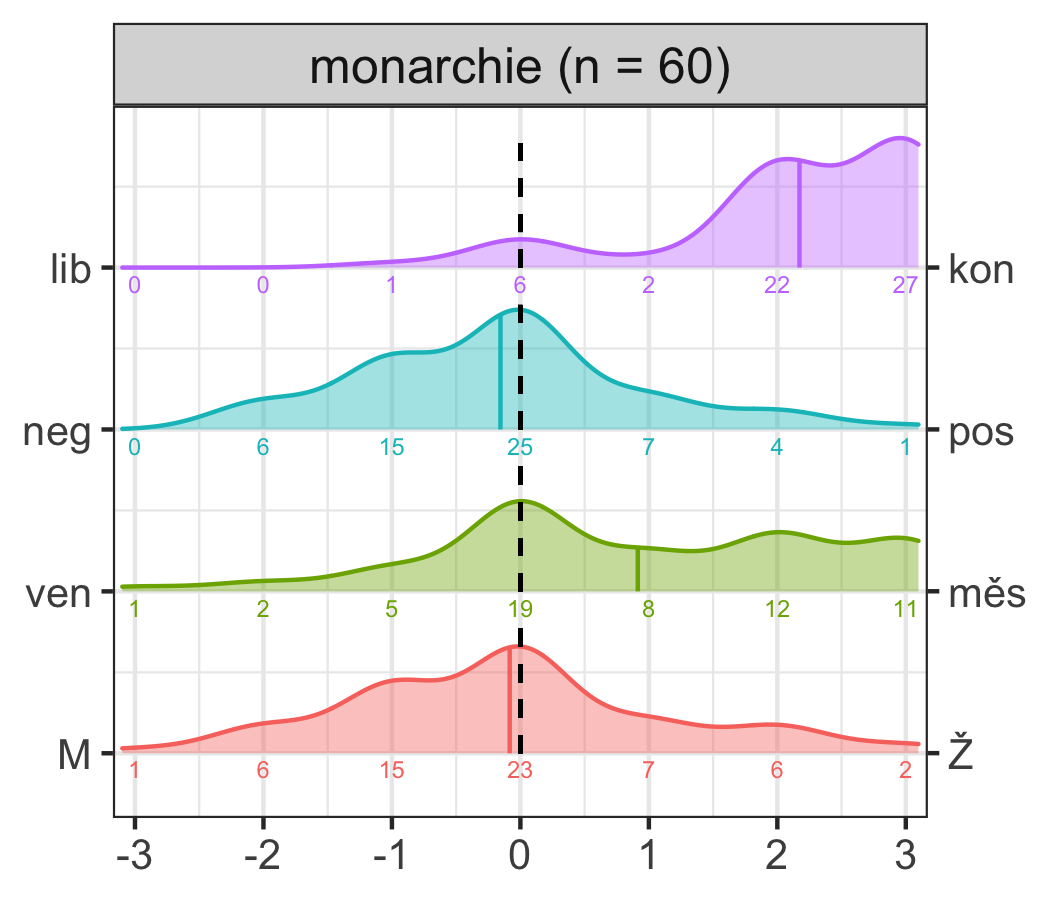 monarchie (n = 60)
lib kon
0 0 1 6 2 22 27
neg pos
0 6 15 25 7 4 1
ven měs
1 2 5 19 8 12 11
M Ž
1 6 15 23 7 6 2
-3 -2 -1 0 1 2 3